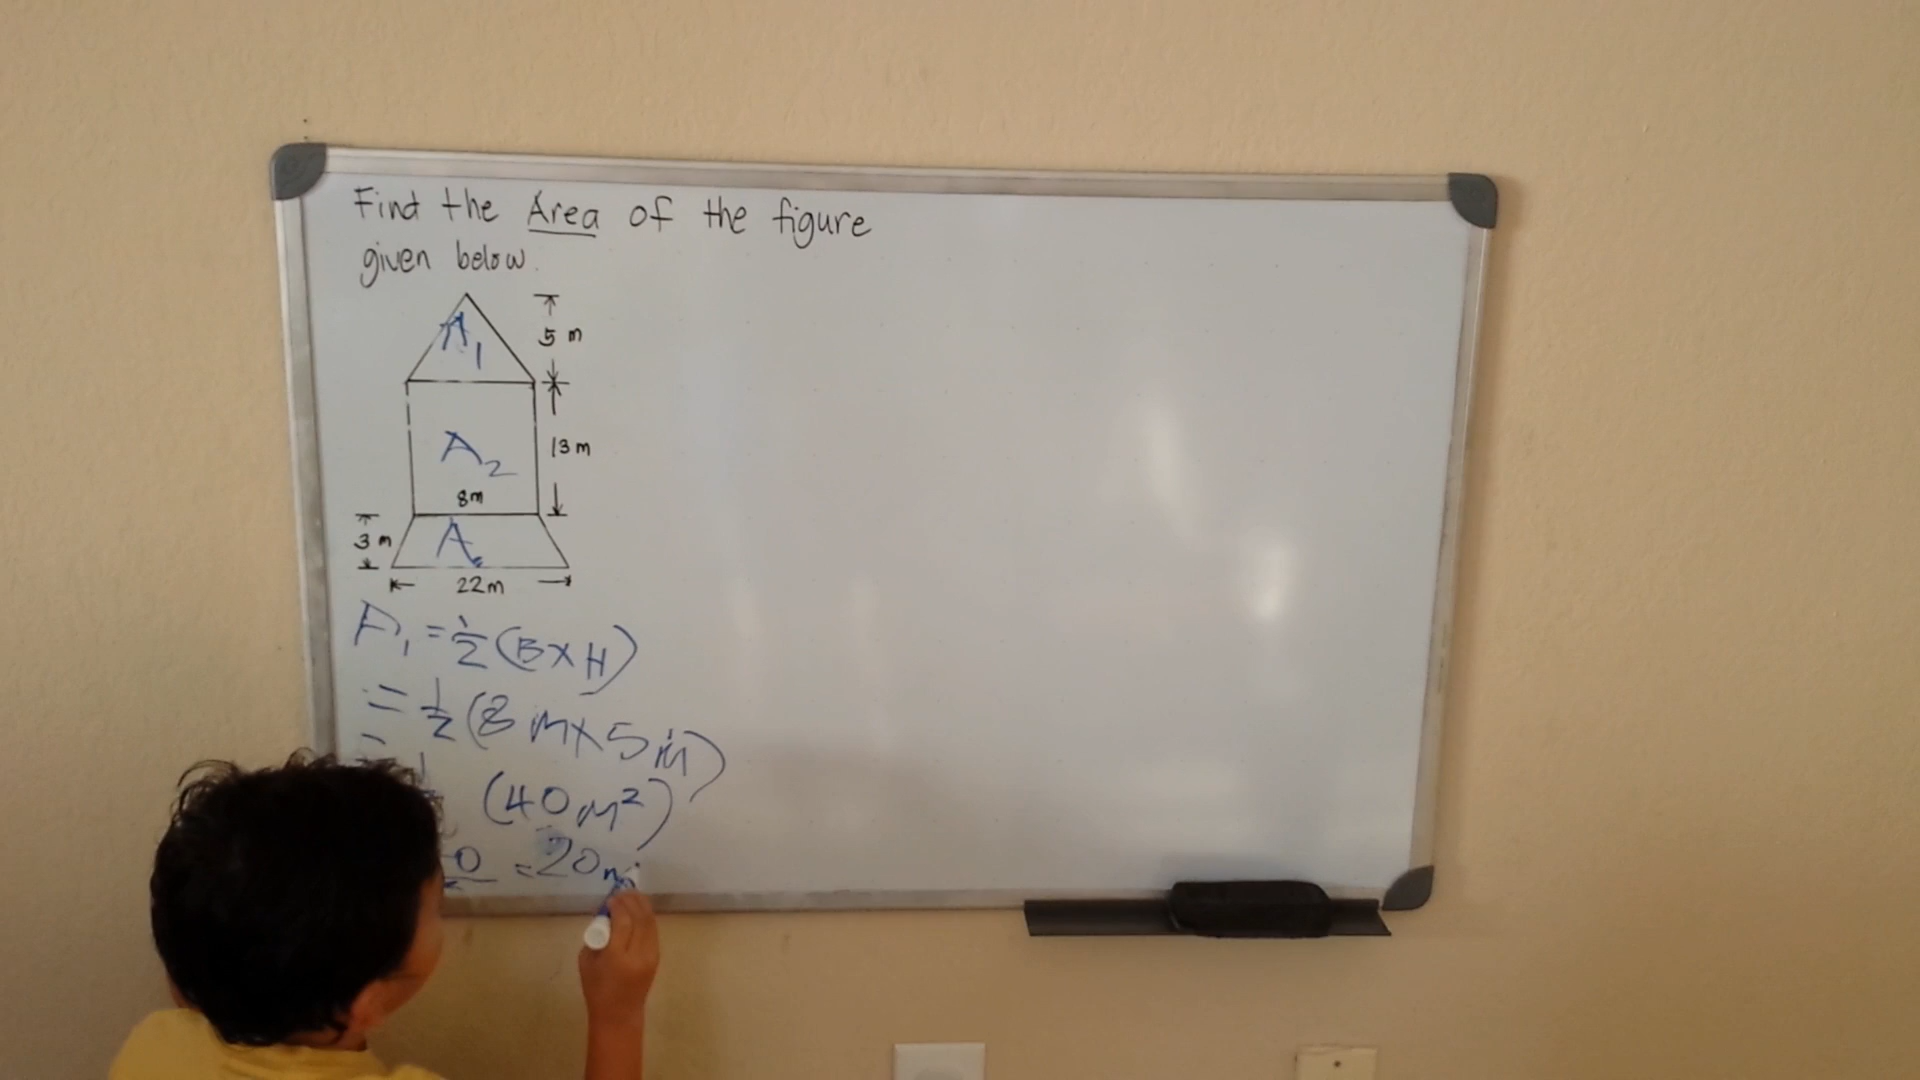 Find the Area of the figure
given below.
A1
5 m
A2
13 m
8m
A
3 m
22m
A1 = 1/2 (B X H)
= 1/2 (8 m x 5 m)
= (40 m²)
= 20 m